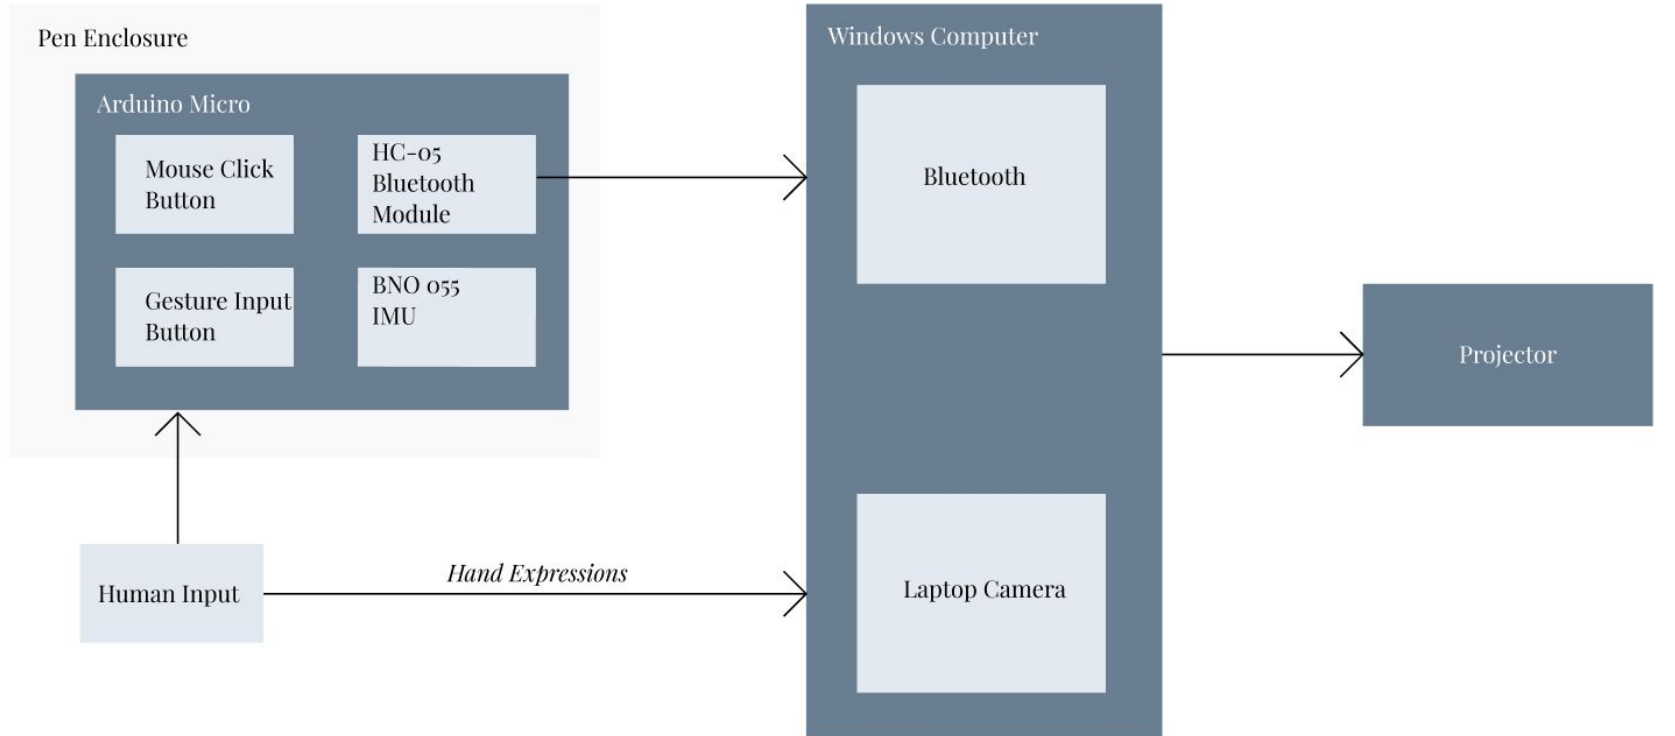 Pen Enclosure
Arduino Micro
Mouse Click
Button
HC-05
Bluetooth
Module
Gesture Input
Button
BNO 055
IMU
Human Input
Hand Expressions
Windows Computer
Bluetooth
Laptop Camera
Projector